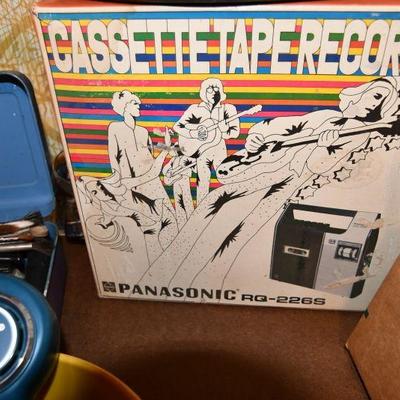 CASSETTE TAPE RECOR
PANASONIC RQ-226S